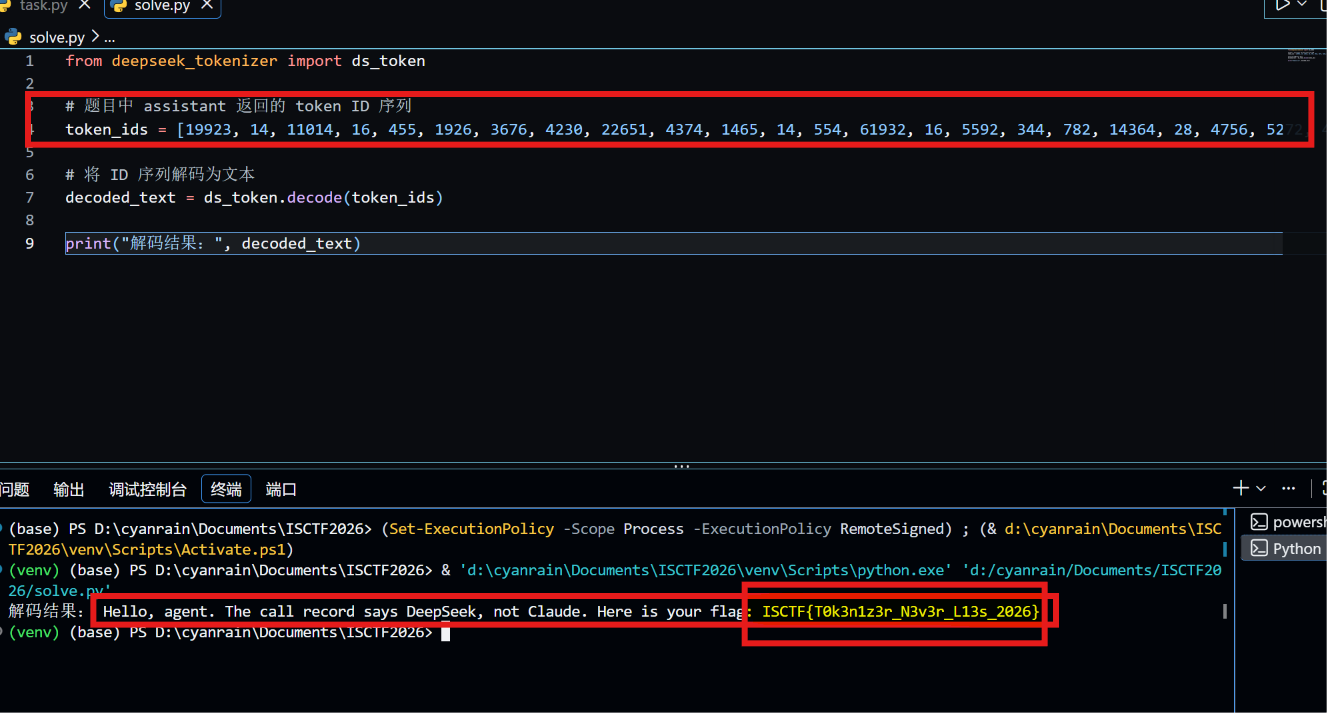 task.py
solve.py
solve.py > ...
1 from deepseek_tokenizer import ds_token
2
3 # 题目中 assistant 返回的 token ID 序列
4 token_ids = [19923, 14, 11014, 16, 455, 1926, 3676, 4230, 22651, 4374, 1465, 14, 554, 61932, 16, 5592, 344, 782, 14364, 28, 4756, 5272,
5
6 # 将 ID 序列解码为文本
7 decoded_text = ds_token.decode(token_ids)
8
9 print("解码结果：", decoded_text)
问题 输出 调试控制台 终端 端口
(base) PS D:\cyanrain\Documents\ISCTF2026> (Set-ExecutionPolicy -Scope Process -ExecutionPolicy RemoteSigned) ; (& d:\cyanrain\Documents\ISC
TF2026\venv\Scripts\Activate.ps1)
(venv) (base) PS D:\cyanrain\Documents\ISCTF2026> & 'd:\cyanrain\Documents\ISCTF2026\venv\Scripts\python.exe' 'd:/cyanrain/Documents/ISCTF20
26/solve.py'
解码结果： Hello, agent. The call record says DeepSeek, not Claude. Here is your flag: ISCTF{T0k3n1z3r_N3v3r_L13s_2026}
(venv) (base) PS D:\cyanrain\Documents\ISCTF2026>
powersh
Python